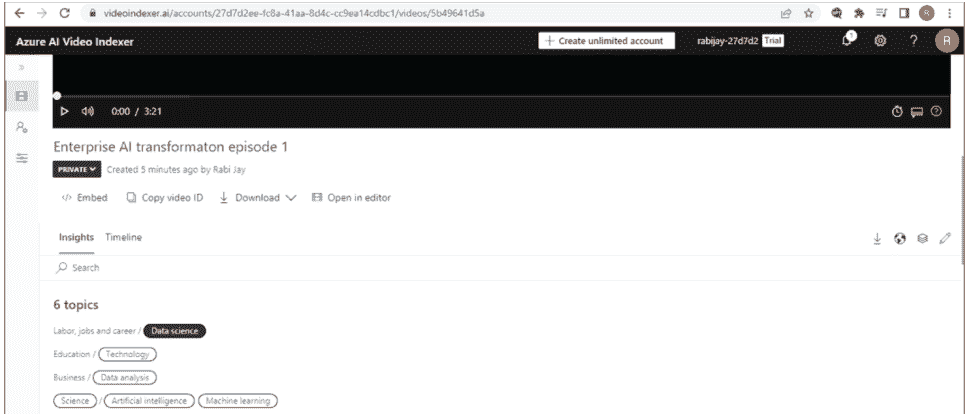 videoindexer.ai/accounts/27d7d2ee-fc8a-41aa-8d4c-cc9ea14cdbc1/videos/5b49641d5a
R
Azure AI Video Indexer
+ Create unlimited account
rabijay-27d7d2 Trial
1
?
R
0:00 / 3:21
Enterprise AI transformaton episode 1
PRIVATE Created 5 minutes ago by Rabi Jay
</> Embed Copy video ID Download Open in editor
Insights Timeline
Search
6 topics
Labor, jobs and career / Data science
Education / Technology
Business / Data analysis
Science / Artificial intelligence Machine learning